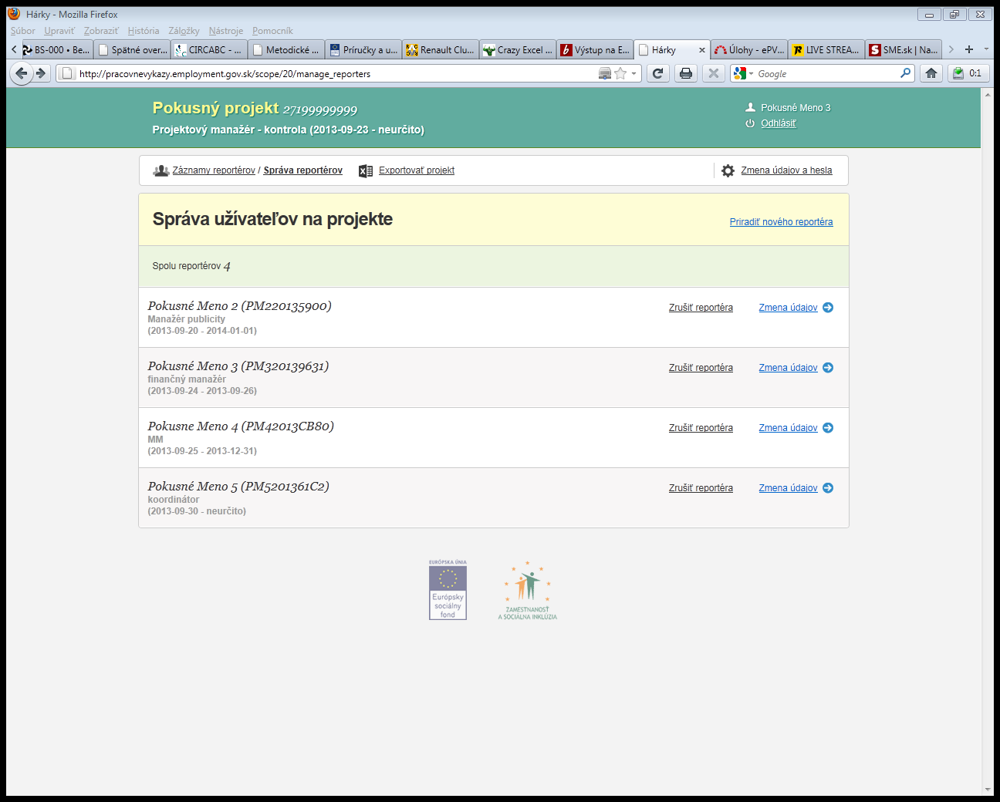 Hárky - Mozilla Firefox
Súbor Upraviť Zobraziť História Záložky Nástroje Pomocník
BS-000 • Be... Spätné over... CIRCABC - ... Metodické ... Príručky a u... Renault Clu... Crazy Excel ... Výstup na E... Hárky Úlohy - ePV... LIVE STREA... SME.sk | Na...
http://pracovnevykazy.employment.gov.sk/scope/20/manage_reporters Google 0:1
Pokusný projekt 27199999999
Pokusné Meno 3
Projektový manažér - kontrola (2013-09-23 - neurčito)
Odhlásiť
Záznamy reportérov / Správa reportérov Exportovať projekt Zmena údajov a hesla
Správa užívateľov na projekte
Priradiť nového reportéra
Spolu reportérov 4
Pokusné Meno 2 (PM220135900)
Zrušiť reportéra Zmena údajov
Manažér publicity
(2013-09-20 - 2014-01-01)
Pokusné Meno 3 (PM320139631)
Zrušiť reportéra Zmena údajov
finančný manažér
(2013-09-24 - 2013-09-26)
Pokusne Meno 4 (PM42013CB80)
Zrušiť reportéra Zmena údajov
MM
(2013-09-25 - 2013-12-31)
Pokusné Meno 5 (PM5201361C2)
Zrušiť reportéra Zmena údajov
koordinátor
(2013-09-30 - neurčito)
EURÓPSKA ÚNIA
Európsky
sociálny
fond
ZAMESTNANOSŤ
A SOCIÁLNA INKLÚZIA